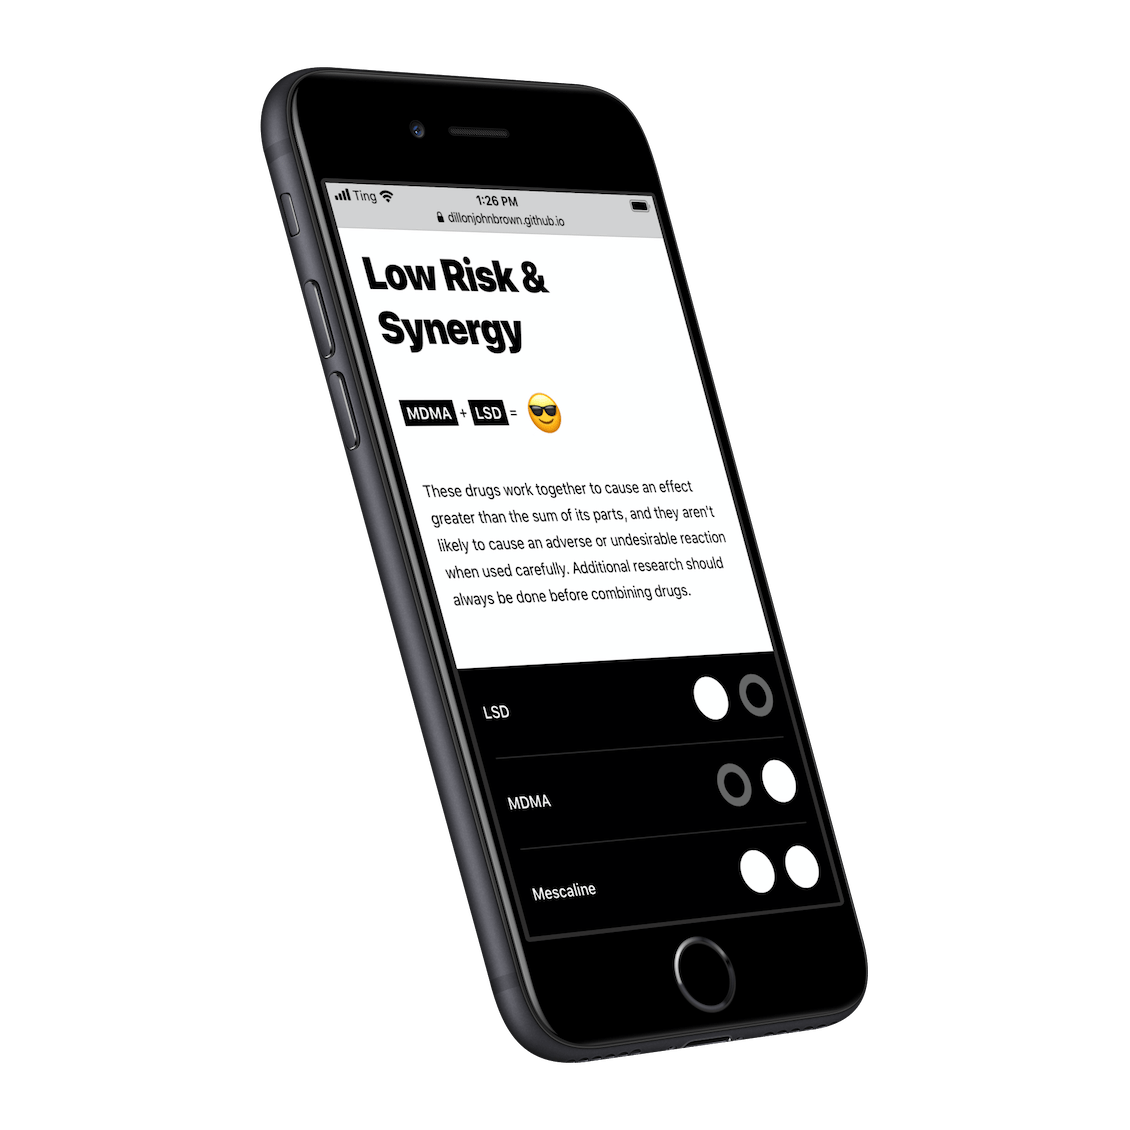 Ting 1:26 PM
dillonjohnbrown.github.io
Low Risk &
Synergy
MDMA + LSD = 😎
These drugs work together to cause an effect
greater than the sum of its parts, and they aren't
likely to cause an adverse or undesirable reaction
when used carefully. Additional research should
always be done before combining drugs.
LSD
MDMA
Mescaline